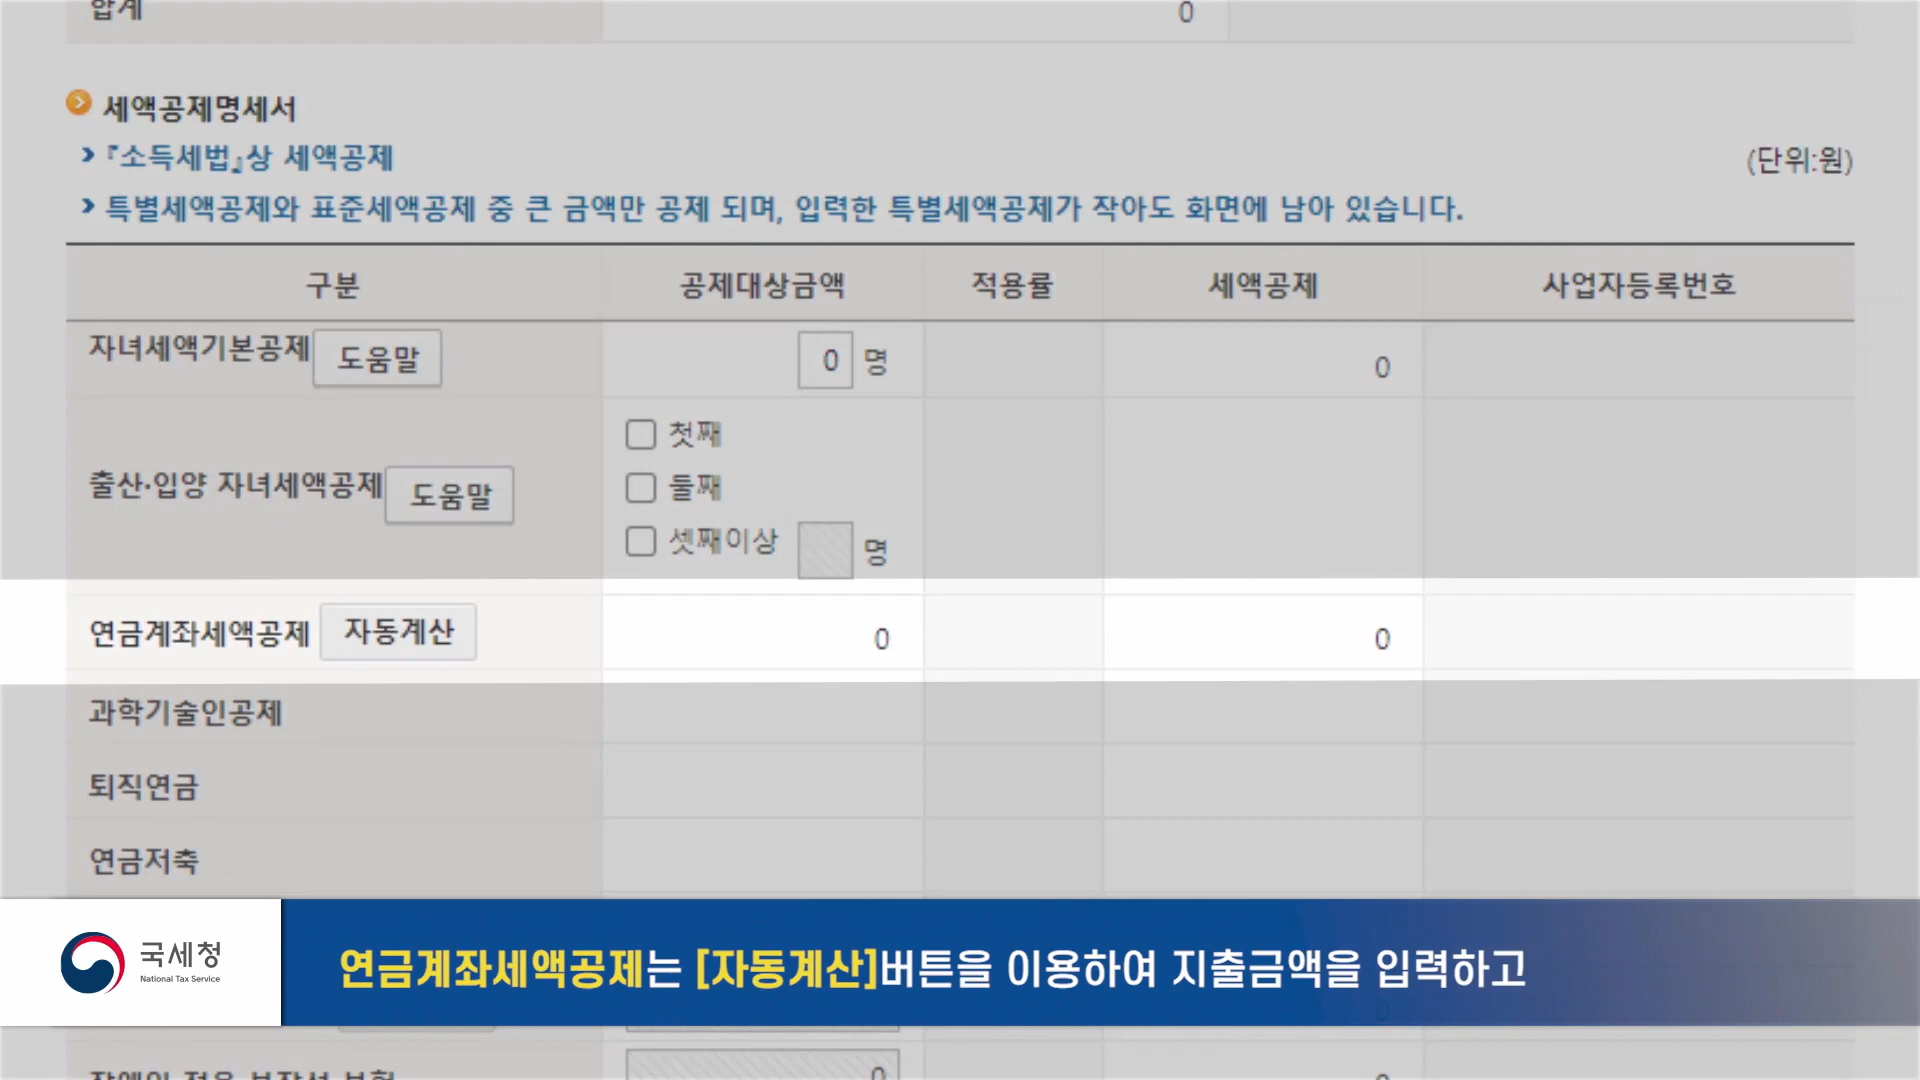 합계 0
세액공제명세서
『소득세법』상 세액공제 (단위:원)
특별세액공제와 표준세액공제 중 큰 금액만 공제 되며, 입력한 특별세액공제가 작아도 화면에 남아 있습니다.
구분 공제대상금액 적용률 세액공제 사업자등록번호
자녀세액기본공제 도움말 0 명 0
출산·입양 자녀세액공제 도움말
첫째
둘째
셋째이상 명
연금계좌세액공제 자동계산 0 0
과학기술인공제
퇴직연금
연금저축
국세청
National Tax Service
연금계좌세액공제는 [자동계산]버튼을 이용하여 지출금액을 입력하고